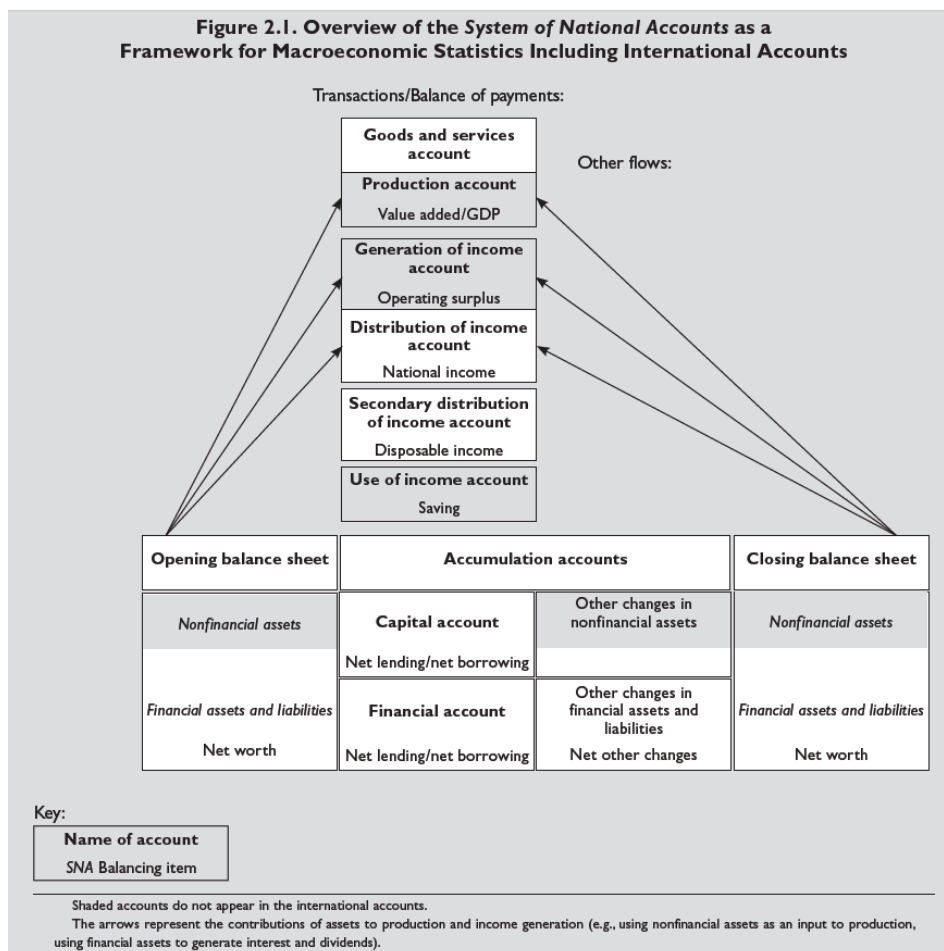 Figure 2.1. Overview of the System of National Accounts as a
Framework for Macroeconomic Statistics Including International Accounts
Transactions/Balance of payments:
Goods and services
account
Other flows:
Production account
Value added/GDP
Generation of income
account
Operating surplus
Distribution of income
account
National income
Secondary distribution
of income account
Disposable income
Use of income account
Saving
Opening balance sheet
Accumulation accounts
Closing balance sheet
Nonfinancial assets
Capital account
Net lending/net borrowing
Other changes in
nonfinancial assets
Nonfinancial assets
Financial assets and liabilities
Net worth
Financial account
Net lending/net borrowing
Other changes in
financial assets and
liabilities
Net other changes
Financial assets and liabilities
Net worth
Key:
Name of account
SNA Balancing item
Shaded accounts do not appear in the international accounts.
The arrows represent the contributions of assets to production and income generation (e.g., using nonfinancial assets as an input to production,
using financial assets to generate interest and dividends).